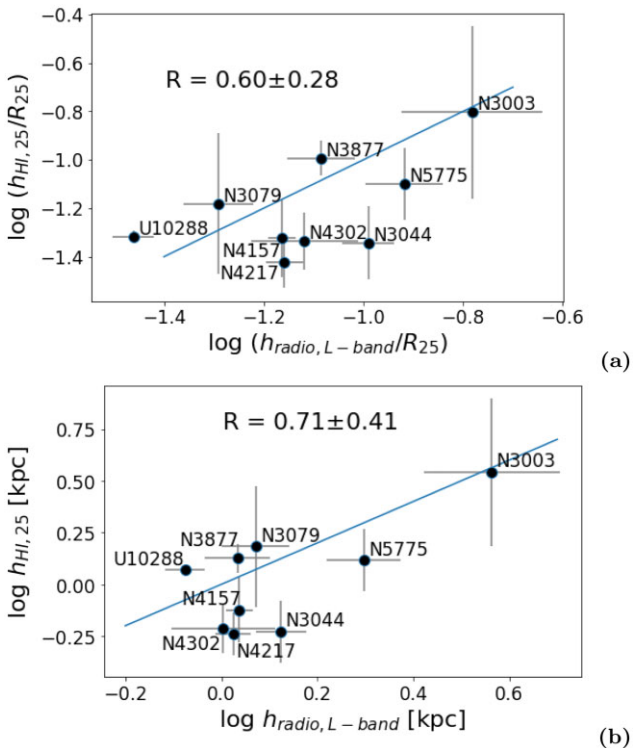 −0.4
−0.6
R = 0.60±0.28
−0.8
N3003
−1.0
N3877
N5775
N3079
−1.2
U10288
N4302
N3044
N4157
−1.4
N4217
log (h_HI, 25/R_25)
−1.4
−1.2
−1.0
−0.8
−0.6
log (h_radio, L−band/R_25)
(a)
0.75
R = 0.71±0.41
N3003
0.50
0.25
N3877
N3079
N5775
U10288
0.00
N4157
N3044
−0.25
N4302
N4217
log h_HI, 25 [kpc]
−0.2
0.0
0.2
0.4
0.6
log h_radio, L−band [kpc]
(b)